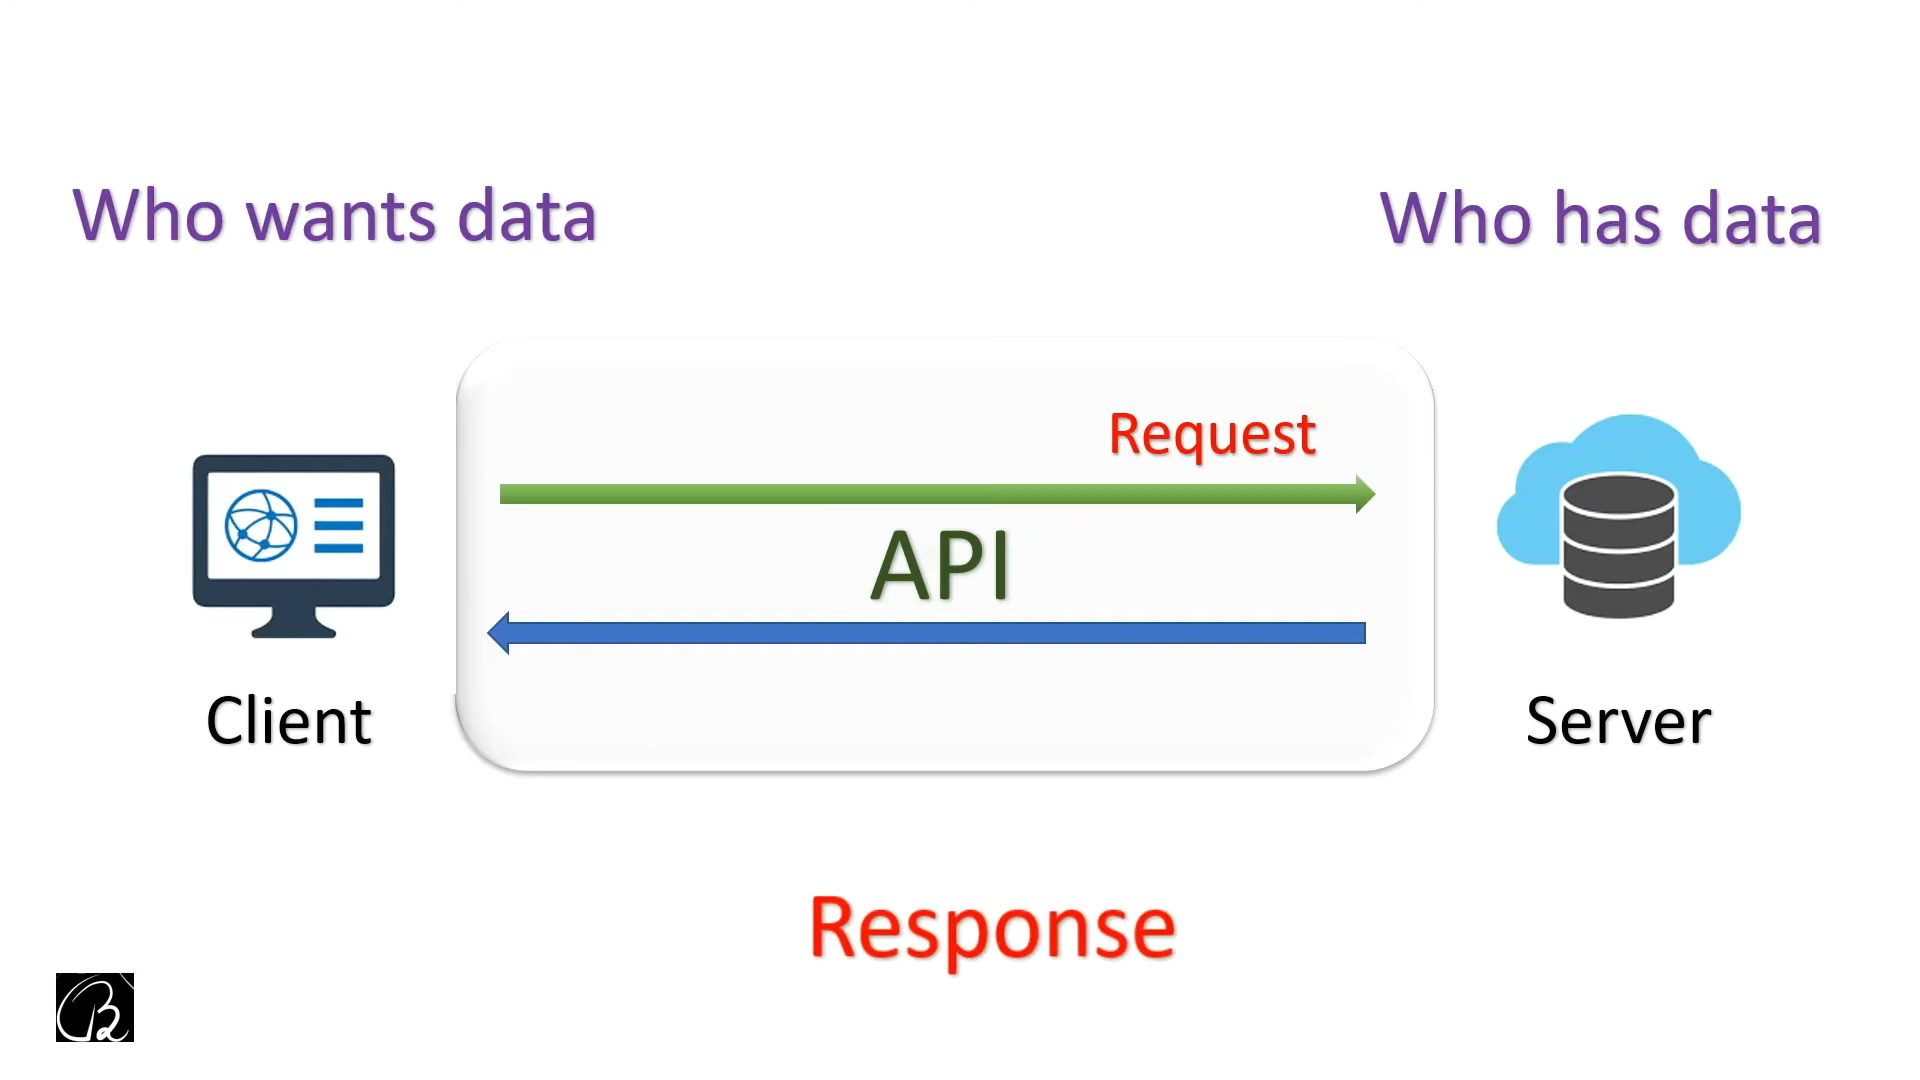 Who wants data
Who has data
Request
API
Client
Server
Response